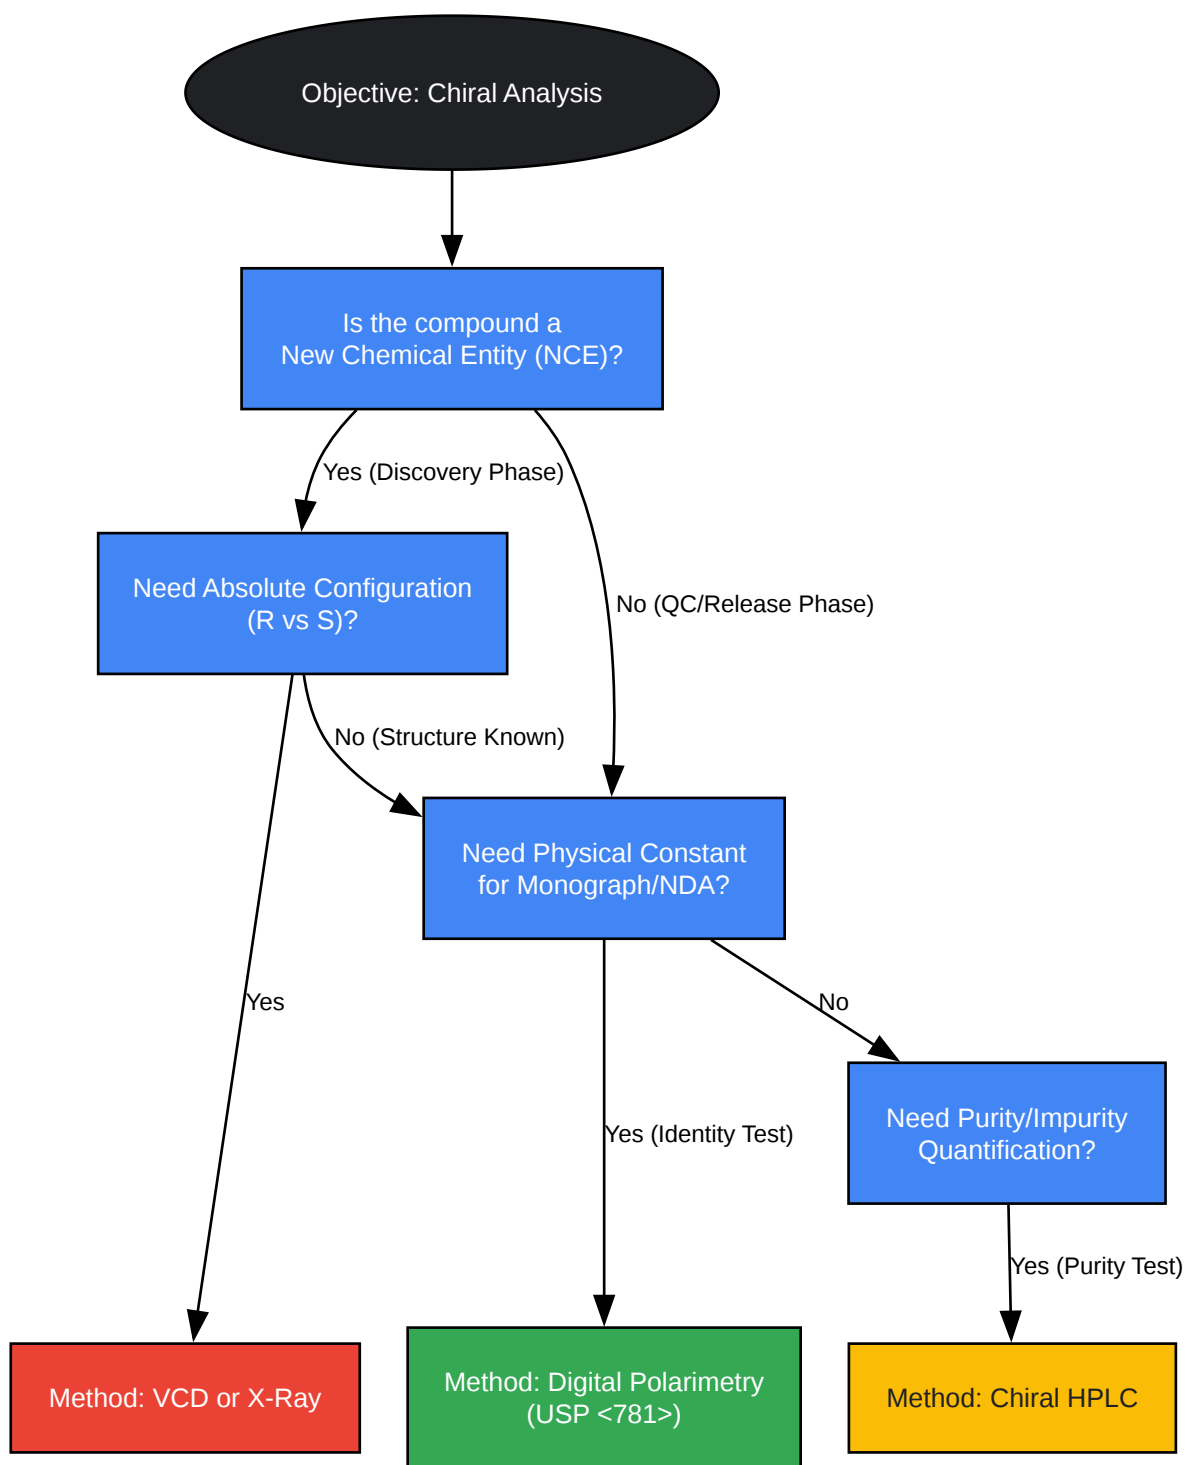 Objective: Chiral Analysis
Is the compound a
New Chemical Entity (NCE)?
Yes (Discovery Phase)
Need Absolute Configuration
(R vs S)?
No (QC/Release Phase)
No (Structure Known)
Need Physical Constant
for Monograph/NDA?
Yes
No
Need Purity/Impurity
Quantification?
Yes (Identity Test)
Yes (Purity Test)
Method: VCD or X-Ray
Method: Digital Polarimetry
(USP <781>)
Method: Chiral HPLC